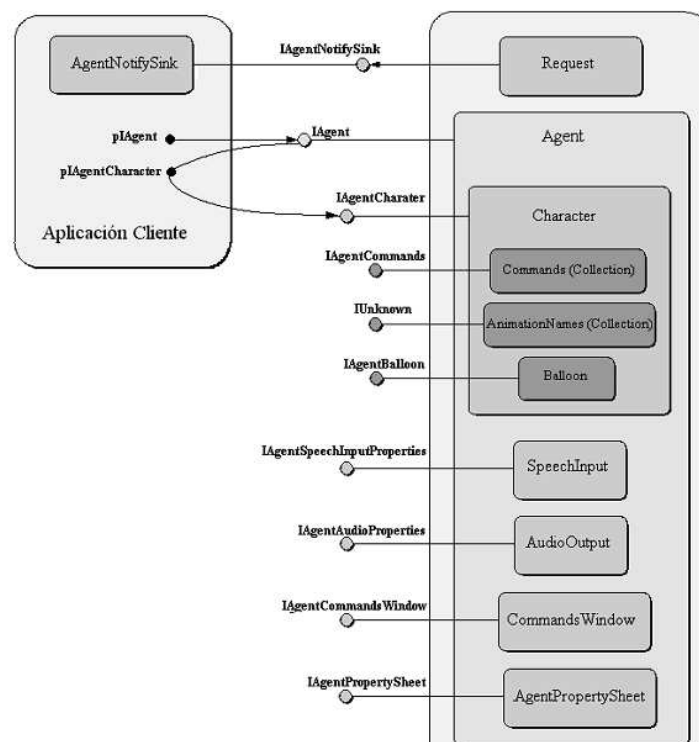 AgentNotifySink
IAgentNotifySink
Request
pIAgent
IAgent
Agent
pIAgentCharacter
IAgentCharater
Character
Aplicación Cliente
IAgentCommands
Commands (Collection)
IUnknown
AnimationNames (Collection)
IAgentBalloon
Balloon
IAgentSpeechInputProperties
SpeechInput
IAgentAudioProperties
AudioOutput
IAgentCommandsWindow
CommandsWindow
IAgentPropertySheet
AgentPropertySheet